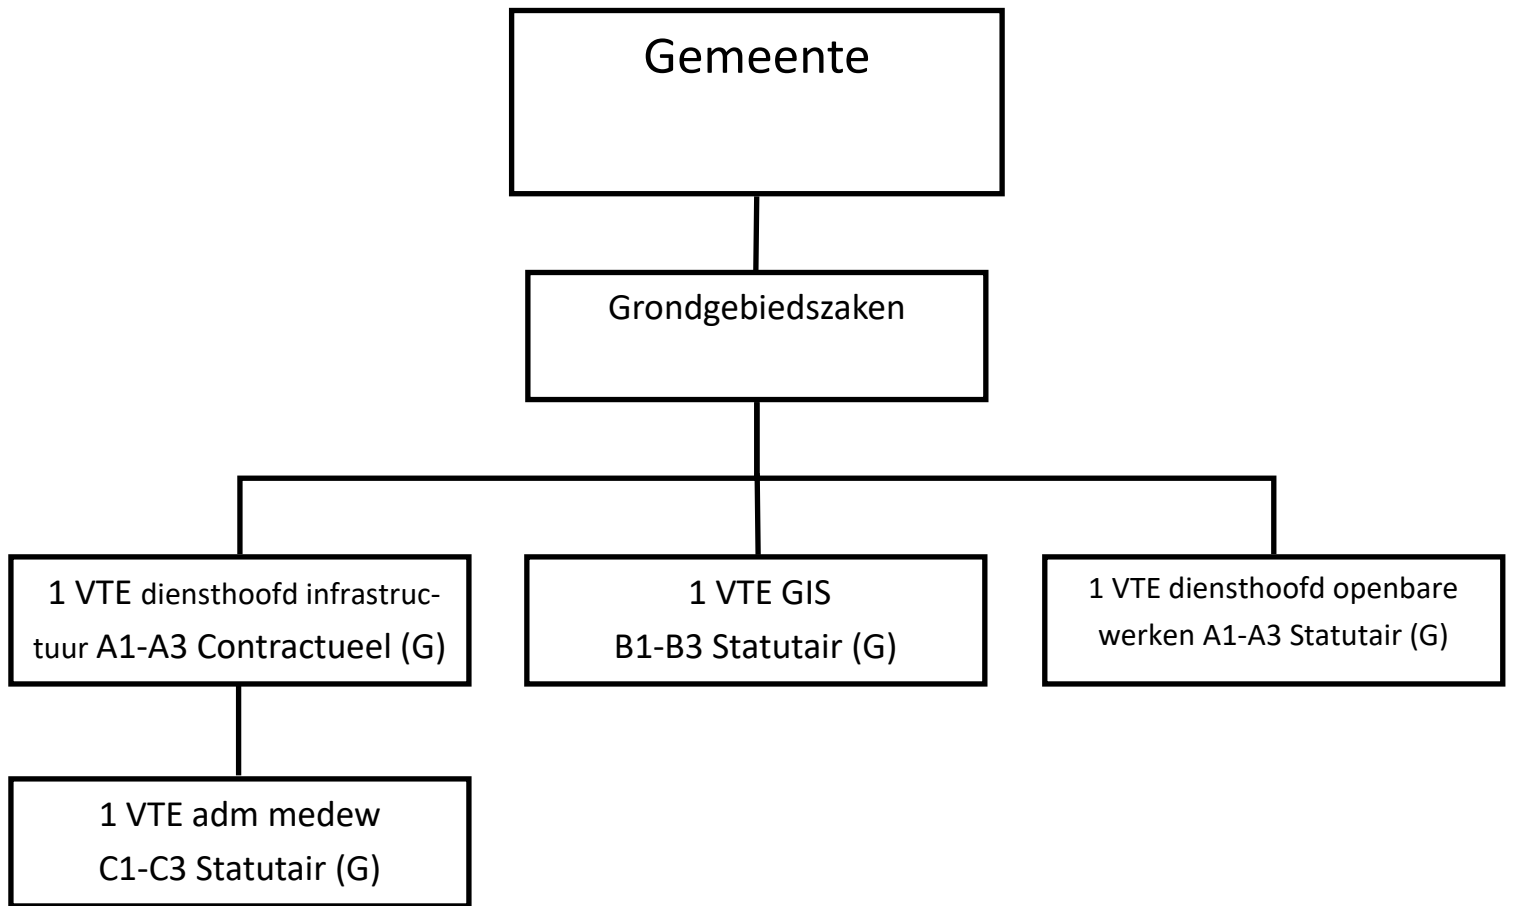 Gemeente
Grondgebiedszaken
1 VTE diensthoofd infrastruc-
tuur A1-A3 Contractueel (G)
1 VTE GIS
B1-B3 Statutair (G)
1 VTE diensthoofd openbare
werken A1-A3 Statutair (G)
1 VTE adm medew
C1-C3 Statutair (G)